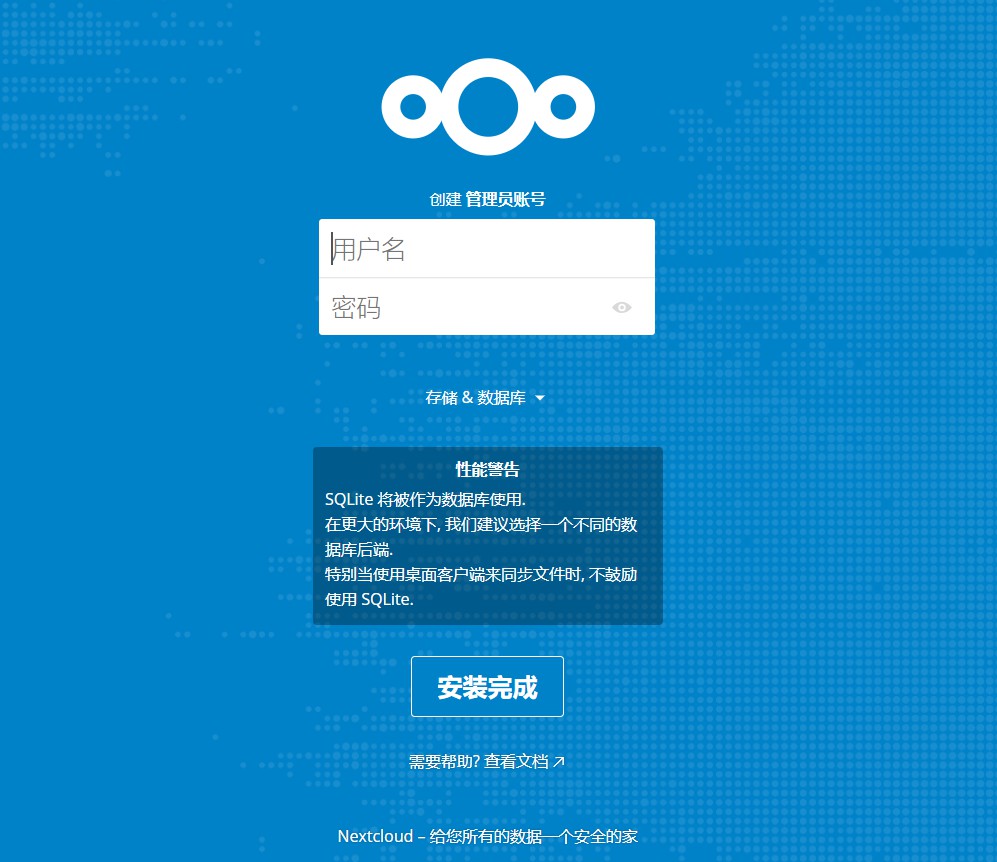 创建 管理员账号
用户名
密码
存储 & 数据库
性能警告
SQLite 将被作为数据库使用.
在更大的环境下, 我们建议选择一个不同的数
据库后端.
特别当使用桌面客户端来同步文件时, 不鼓励
使用 SQLite.
安装完成
需要帮助? 查看文档 ↗
Nextcloud – 给您所有的数据一个安全的家